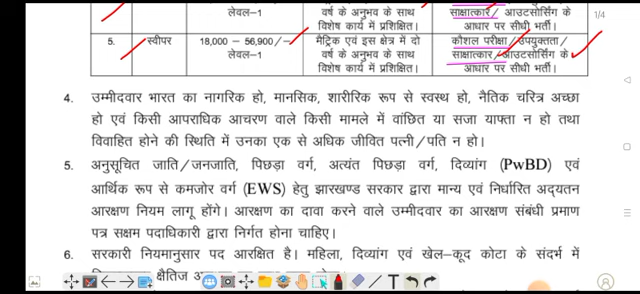 लेवल-1 वर्ष के अनुभव के साथ साक्षात्कार/आउटसोर्सिंग के
विशेष कार्य में प्रशिक्षित। आधार पर सीधी भर्ती।
1/4
5. स्वीपर 18,000 – 56,900/- मैट्रिक एवं इस क्षेत्र में दो कौशल परीक्षा/उपयुक्तता/
लेवल-1 वर्ष के अनुभव के साथ साक्षात्कार/आउटसोर्सिंग के
विशेष कार्य में प्रशिक्षित। आधार पर सीधी भर्ती।
4. उम्मीदवार भारत का नागरिक हो, मानसिक, शारीरिक रूप से स्वस्थ हो, नैतिक चरित्र अच्छा
हो एवं किसी आपराधिक आचरण वाले किसी मामले में वांछित या सजा याफ्ता न हो तथा
विवाहित होने की स्थिति में उनका एक से अधिक जीवित पत्नी/पति न हो।
5. अनुसूचित जाति/जनजाति, पिछड़ा वर्ग, अत्यंत पिछड़ा वर्ग, दिव्यांग (PwBD) एवं
आर्थिक रूप से कमजोर वर्ग (EWS) हेतु झारखण्ड सरकार द्वारा मान्य एवं निर्धारित अद्यतन
आरक्षण नियम लागू होंगे। आरक्षण का दावा करने वाले उम्मीदवार का आरक्षण संबंधी प्रमाण
पत्र सक्षम पदाधिकारी द्वारा निर्गत होना चाहिए।
6. सरकारी नियमानुसार पद आरक्षित है। महिला, दिव्यांग एवं खेल-कूद कोटा के संदर्भ में
क्षैतिज